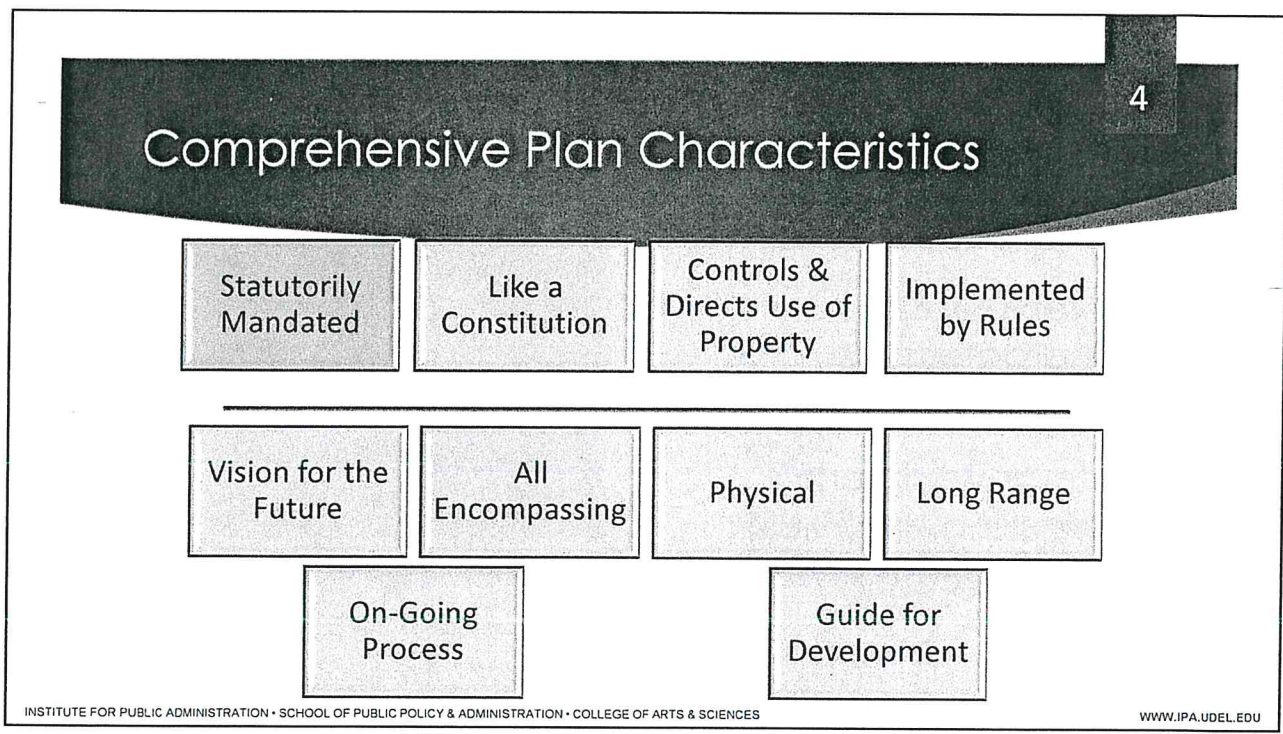 4
Comprehensive Plan Characteristics
Statutorily
Mandated
Like a
Constitution
Controls &
Directs Use of
Property
Implemented
by Rules
Vision for the
Future
All
Encompassing
Physical
Long Range
On-Going
Process
Guide for
Development
INSTITUTE FOR PUBLIC ADMINISTRATION • SCHOOL OF PUBLIC POLICY & ADMINISTRATION • COLLEGE OF ARTS & SCIENCES
WWW.IPA.UDEL.EDU